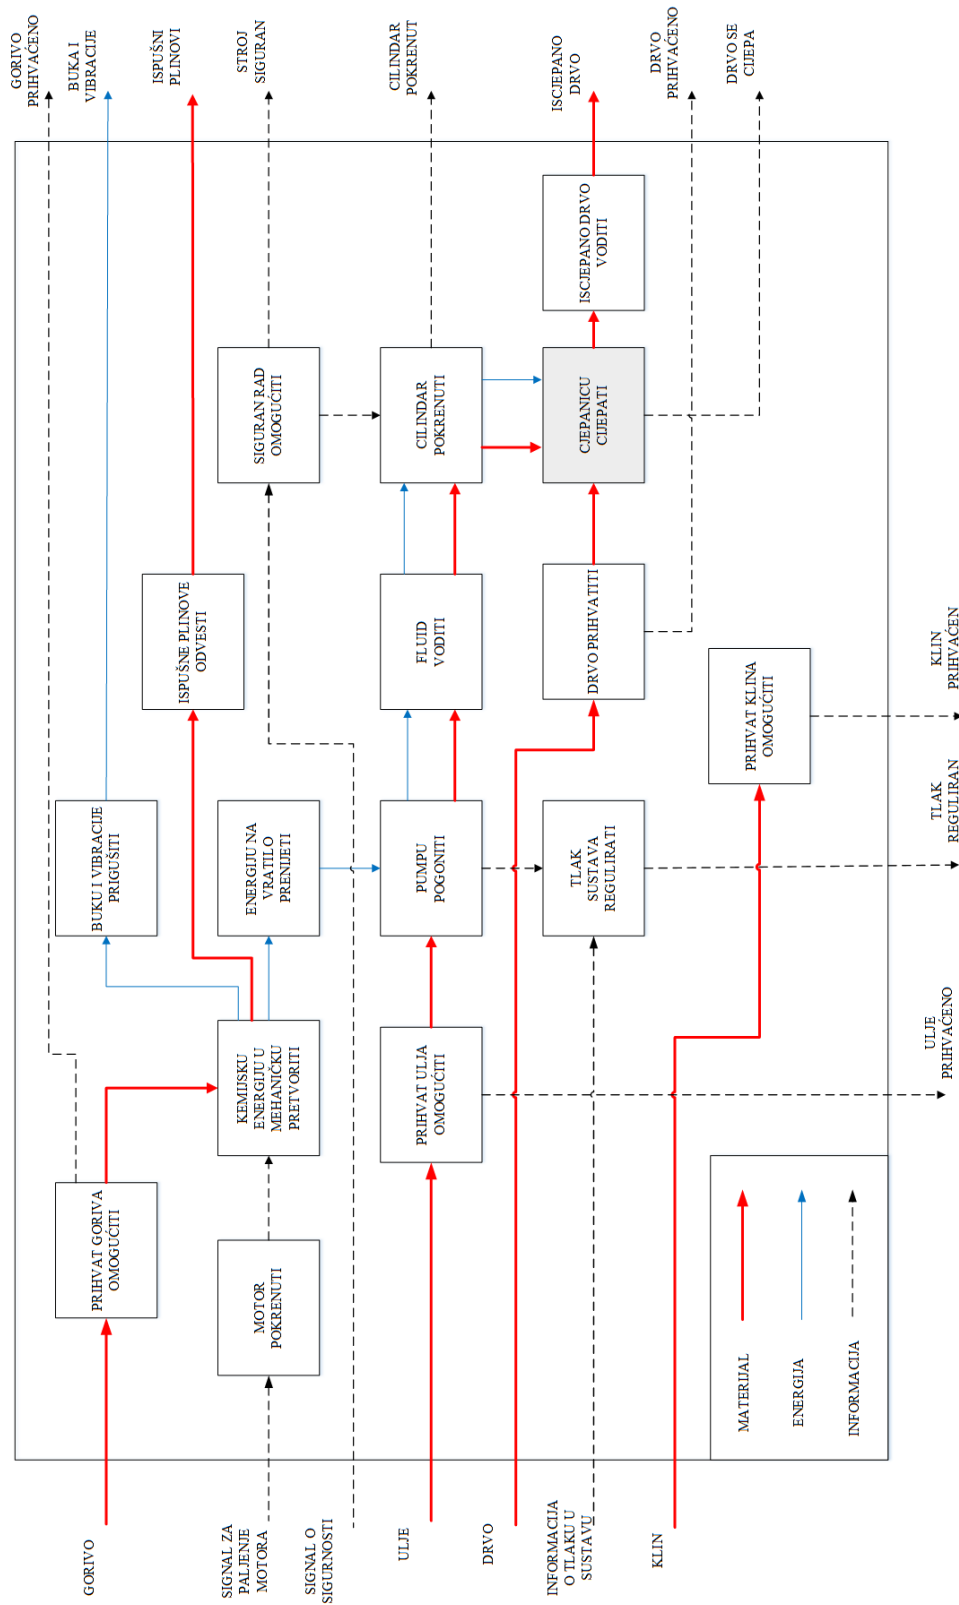 GORIVO
SIGNAL ZA
PALJENJE
MOTORA
SIGNAL O
SIGURNOSTI
ULJE
DRVO
INFORMACIJA
O TLAKU U
SUSTAVU
KLIN
PRIHVAT GORIVA
OMOGUĆITI
MOTOR
POKRENUTI
KEMIJSKU
ENERGIJU U
MEHANIČKU
PRETVORITI
PRIHVAT ULJA
OMOGUĆITI
BUKU I VIBRACIJE
PRIGUŠITI
ENERGIJU NA
VRATILO
PRENIJETI
PUMPU
POGONITI
TLAK
SUSTAVA
REGULIRATI
ISPUŠNE PLINOVE
ODVESTI
FLUID
VODITI
DRVO PRIHVATITI
PRIHVAT KLINA
OMOGUĆITI
SIGURAN RAD
OMOGUĆITI
CILINDAR
POKRENUTI
CJEPANICU
CIJEPATI
ISCJEPANO DRVO
VODITI
GORIVO
PRIHVAĆENO
BUKA I
VIBRACIJE
ISPUŠNI
PLINOVI
STROJ
SIGURAN
CILINDAR
POKRENUT
ISCJEPANO
DRVO
DRVO
PRIHVAĆENO
DRVO SE
CIJEPA
ULJE
PRIHVAĆENO
TLAK
REGULIRAN
KLIN
PRIHVAĆEN
MATERIJAL
ENERGIJA
INFORMACIJA